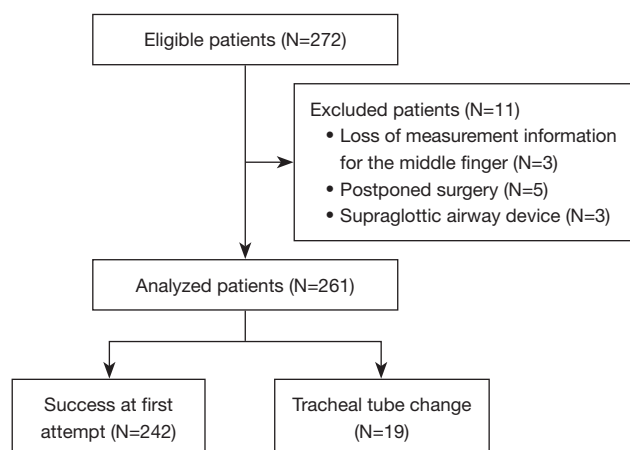 Eligible patients (N=272)
Excluded patients (N=11)
• Loss of measurement information
for the middle finger (N=3)
• Postponed surgery (N=5)
• Supraglottic airway device (N=3)
Analyzed patients (N=261)
Success at first
attempt (N=242)
Tracheal tube change
(N=19)